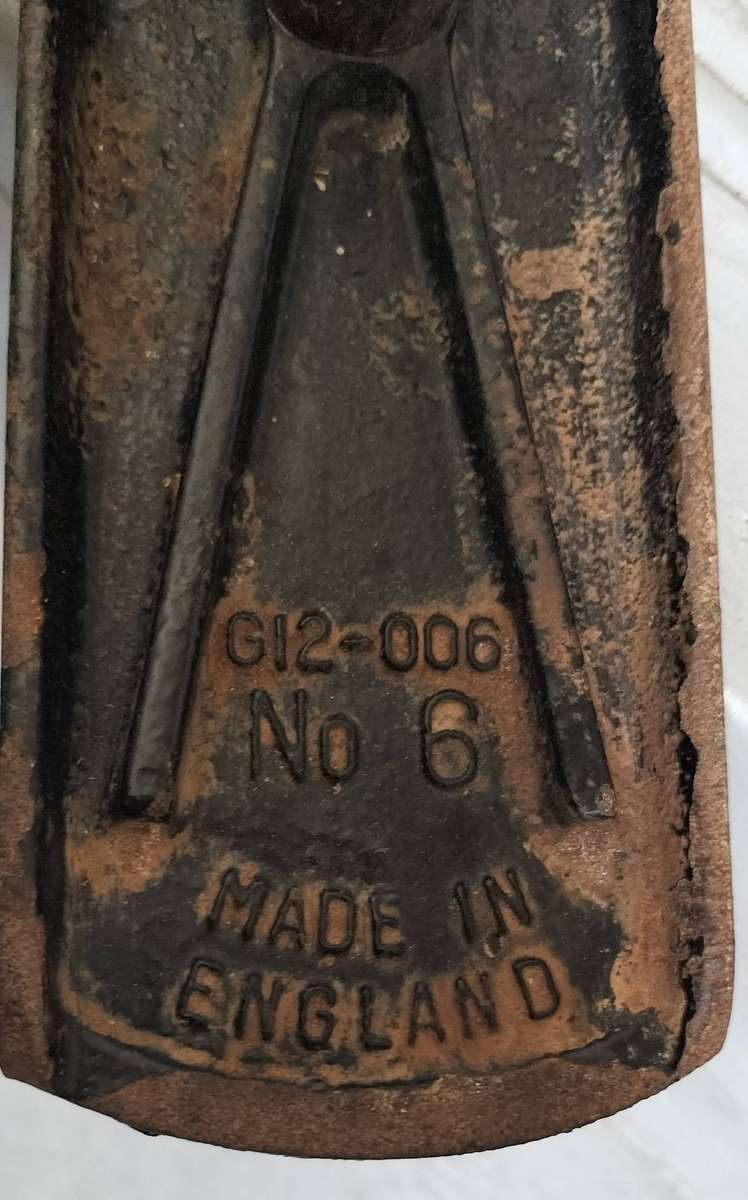 G12-006
No 6
MADE IN
ENGLAND